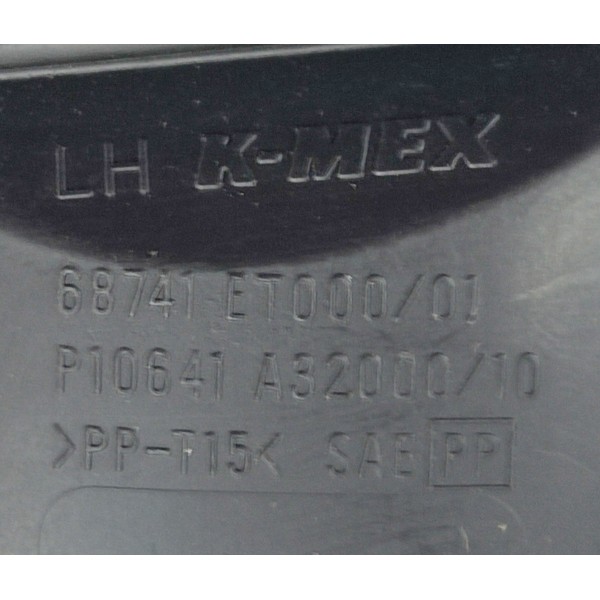 LH K-MEX
68741-ET000/01
P10641 A32000/10
>PP-T15< SAE PP